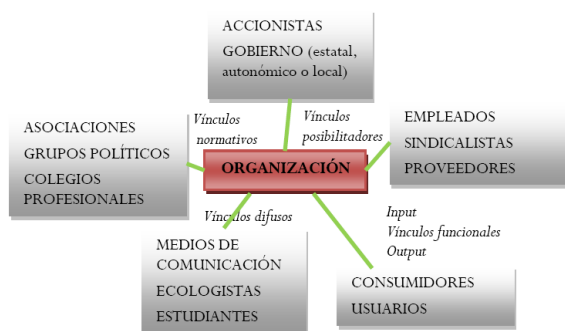 ACCIONISTAS
GOBIERNO (estatal,
autonómico o local)
Vínculos
normativos
Vínculos
posibilitadores
ASOCIACIONES
GRUPOS POLÍTICOS
COLEGIOS
PROFESIONALES
ORGANIZACIÓN
EMPLEADOS
SINDICALISTAS
PROVEEDORES
Vínculos difusos
Input
Vínculos funcionales
Output
MEDIOS DE
COMUNICACIÓN
ECOLOGISTAS
ESTUDIANTES
CONSUMIDORES
USUARIOS